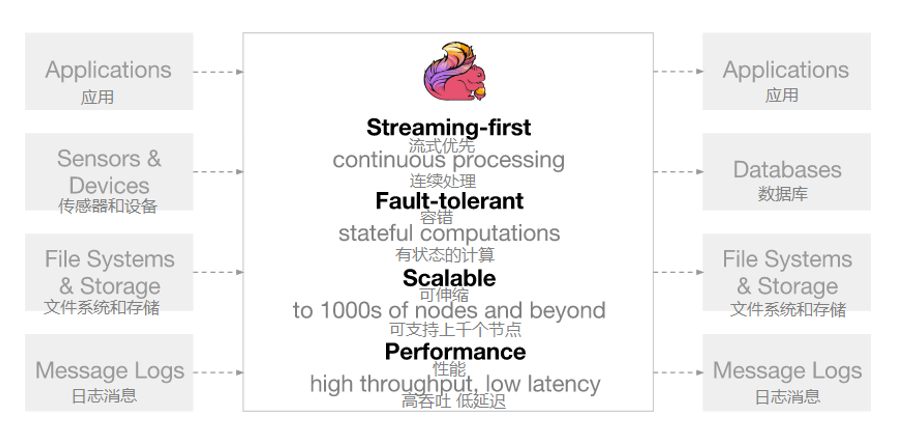 Applications
应用
Sensors &
Devices
传感器和设备
File Systems
& Storage
文件系统和存储
Message Logs
日志消息
Streaming-first
流式优先
continuous processing
连续处理
Fault-tolerant
容错
stateful computations
有状态的计算
Scalable
可伸缩
to 1000s of nodes and beyond
可支持上千个节点
Performance
性能
high throughput, low latency
高吞吐 低延迟
Applications
应用
Databases
数据库
File Systems
& Storage
文件系统和存储
Message Logs
日志消息